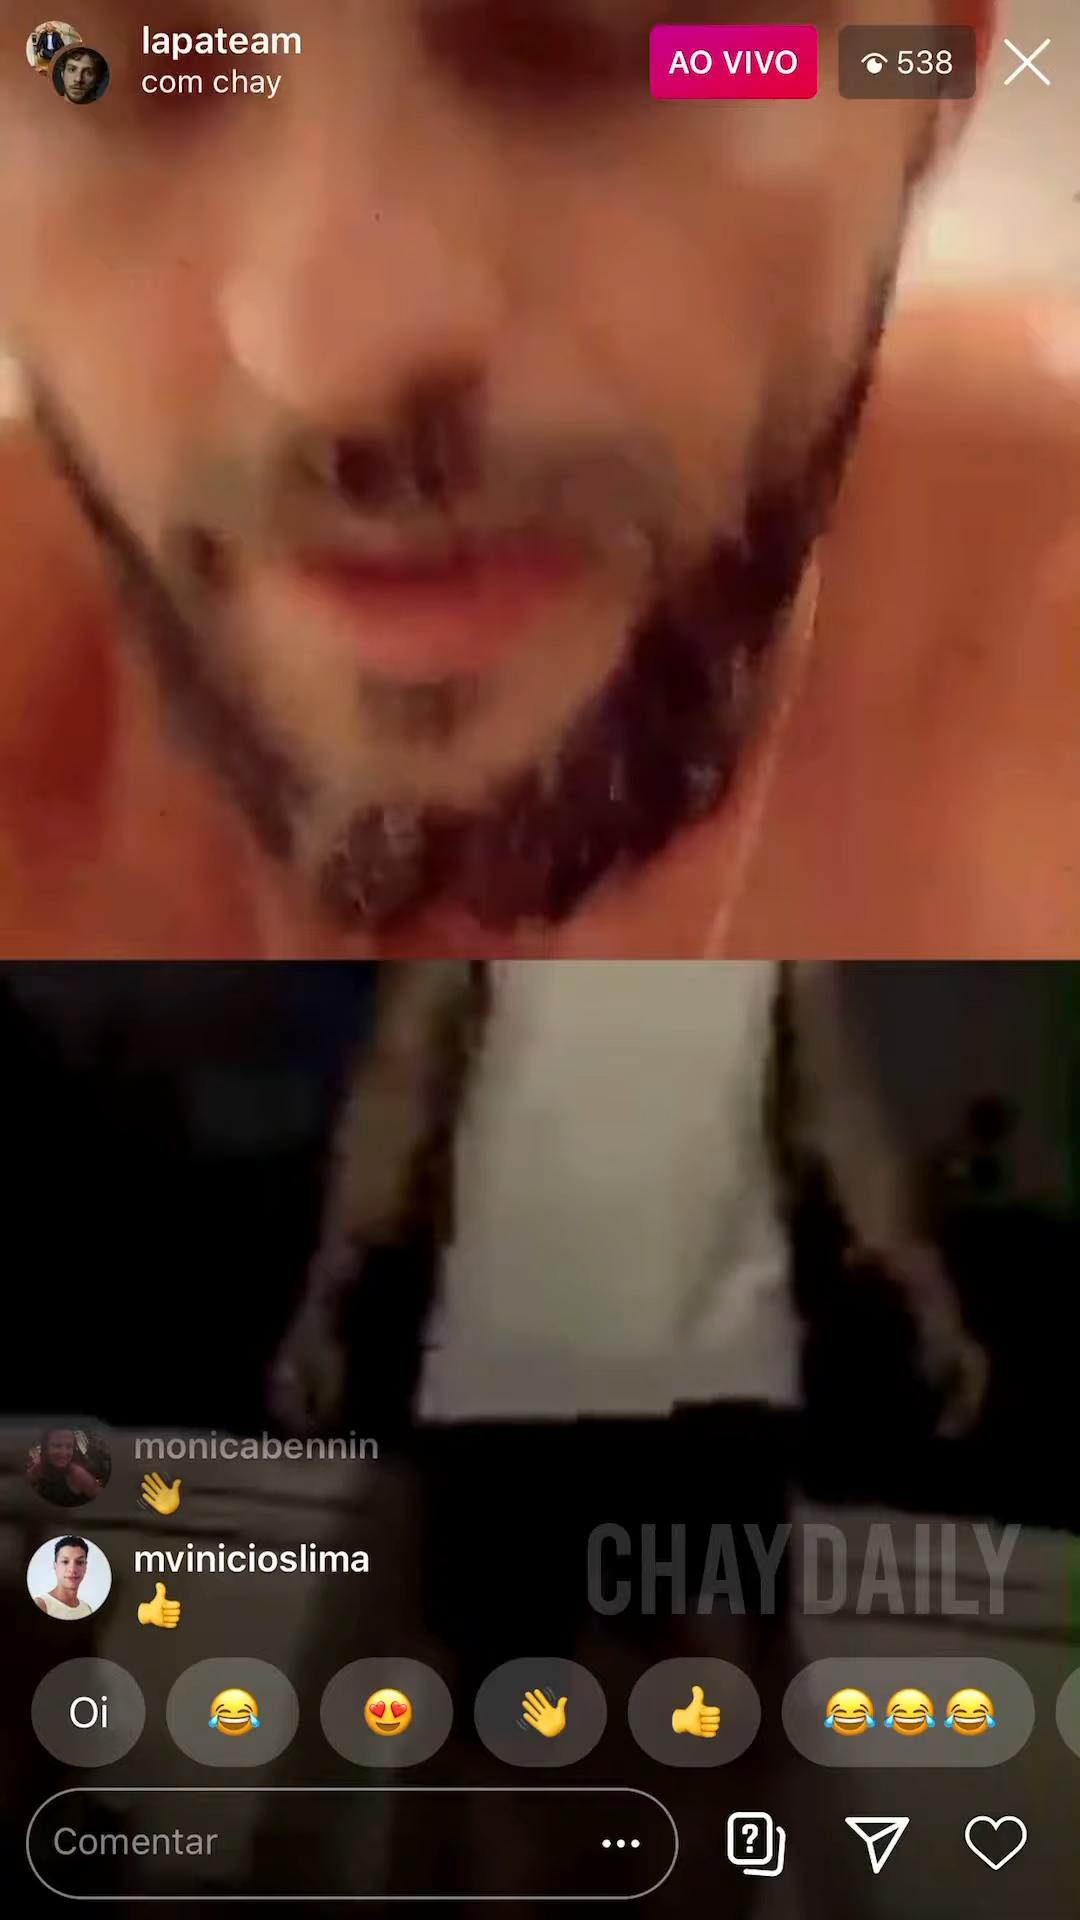 lapateam
com chay
AO VIVO
538
monicabennin
👋
mvinicioslima
👍
CHAYDAILY
Oi
😂
😍
👋
👍
😂😂😂
Comentar